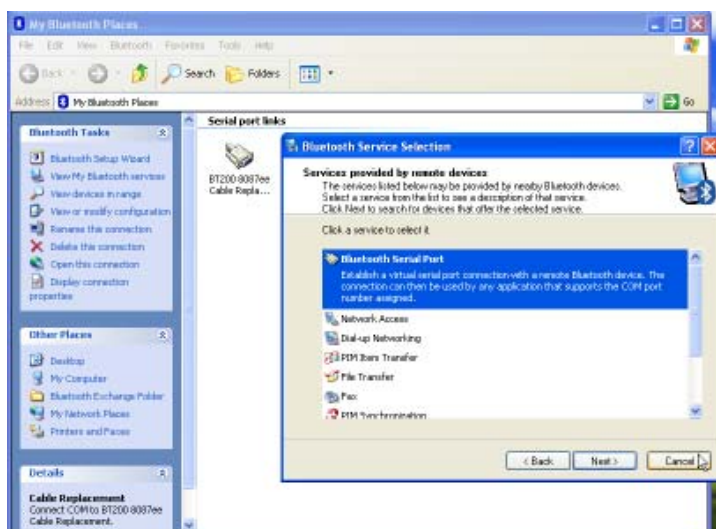 My Bluetooth Places
File Edit View Bluetooth Favorites Tools Help
Back Search Folders
Address My Bluetooth Places Go
Bluetooth Tasks
Bluetooth Setup Wizard
View My Bluetooth services
View devices in range
View or modify configuration
Rename this connection
Delete this connection
Open this connection
Display connection
properties
Other Places
Desktop
My Computer
Bluetooth Exchange Folder
My Network Places
Printers and Faxes
Details
Cable Replacement
Connect COM to BT200 8087ee
Cable Replacement.
Serial port links
BT200 8087ee
Cable Repla...
Bluetooth Service Selection
Services provided by remote devices
The services listed below may be provided by nearby Bluetooth devices.
Select a service from the list to see a description of that service.
Click Next to search for devices that offer the selected service.
Click a service to select it.
Bluetooth Serial Port
Establish a virtual serial port connection with a remote Bluetooth device. The
connection can then be used by any application that supports the COM port
number assigned.
Network Access
Dial-up Networking
PIM Item Transfer
File Transfer
Fax
PIM Synchronization
< Back Next > Cancel